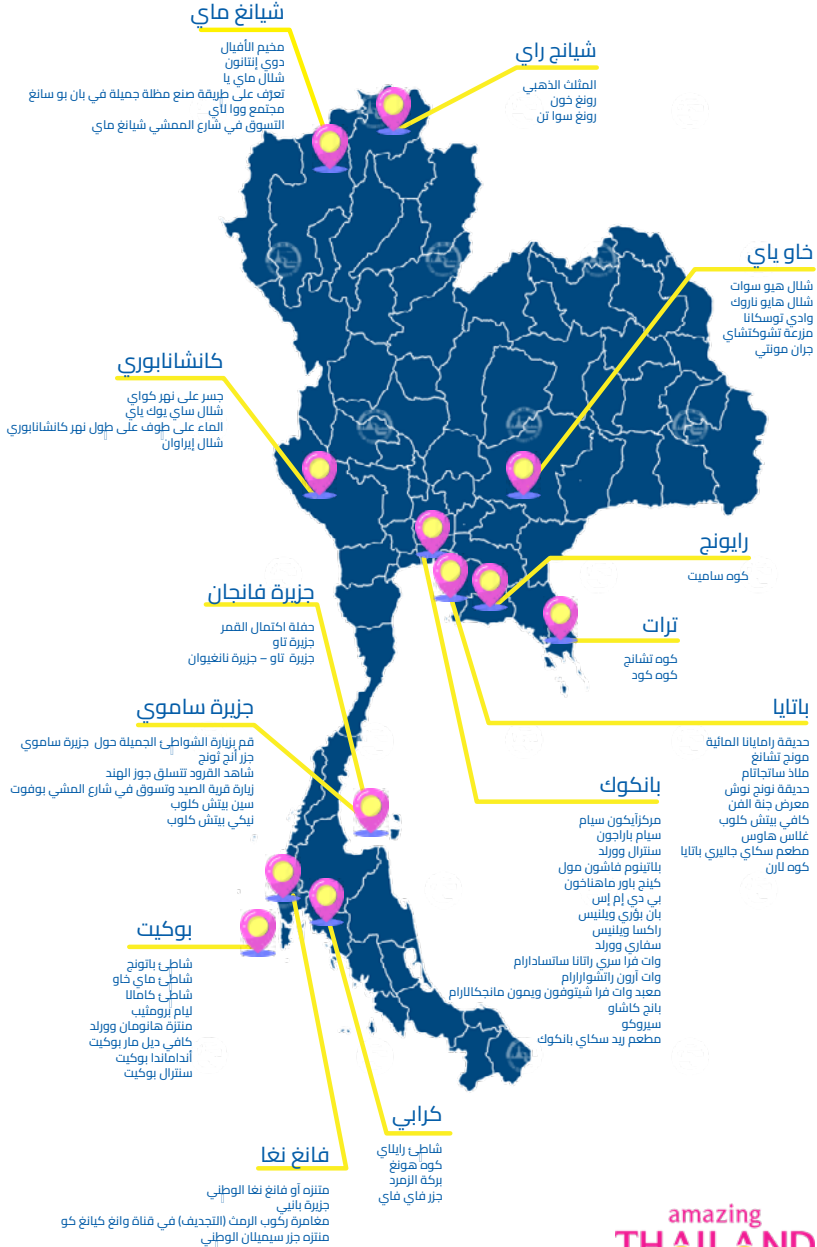 شيانغ ماي
مخيم الأفيال
دوي إنتانون
شلال ماي يا
تعرّف على طريقة صنع مظلة جميلة في بان بو سانغ
مجتمع ووا لاي
التسوق في شارع الممشي شيانغ ماي
شيانج راي
المثلث الذهبي
رونغ خون
رونغ سوا تن
خاو ياي
شلال هيو سوات
شلال هايو ناروك
وادي توسكانا
مزرعة تشوكتشاي
جران مونتي
كانشانابوري
جسر على نهر كواي
شلال ساي يوك ياي
الماء على طوف على طول نهر كانشانابوري
شلال إيراوان
رايونج
كوه ساميت
جزيرة فانجان
حفلة اكتمال القمر
جزيرة تاو
جزيرة تاو – جزيرة نانغيوان
ترات
كوه تشانج
كوه كود
جزيرة ساموي
قم بزيارة الشواطئ الجميلة حول جزيرة ساموي
جزر أنج ثونج
شاهد القرود تتسلق جوز الهند
زيارة قرية الصيد وتسوق في شارع المشي بوفوت
سين بيتش كلوب
نيكي بيتش كلوب
باتايا
حديقة رامايانا المائية
مونج تشانغ
ملاذ ساتجاتام
حديقة نونج نوش
معرض جنة الفن
كافي بيتش كلوب
غلاس هاوس
مطعم سكاي جاليري باتايا
كوه لارن
بانكوك
مركزآيكون سيام
سيام باراجون
سنترال وورلد
بلاتينوم فاشون مول
كينج باور ماهناخون
بي دي إم إس
بان بؤري ويلنيس
راكسا ويلنيس
سفاري وورلد
وات فرا سري راتانا ساتسادارام
وات آرون راتشوارارام
معبد وات فرا شيتوفون ويمون مانجكالارام
بانج كاشاو
سيروكو
مطعم ريد سكاي بانكوك
بوكيت
شاطئ باتونج
شاطئ ماي خاو
شاطئ كامالا
ليام برومثيب
منتزة هانومان وورلد
كافي ديل مار بوكيت
أنداماندا بوكيت
سنترال بوكيت
كرابي
شاطئ رايلاي
كوه هونغ
بركة الزمرد
جزر فاي فاي
فانغ نغا
متنزه أو فانغ نغا الوطني
جزيرة بانيي
مغامرة ركوب الرمث (التجديف) في قناة وانغ كيانغ كو
منتزه جزر سيميلان الوطني
amazing
THAILAND